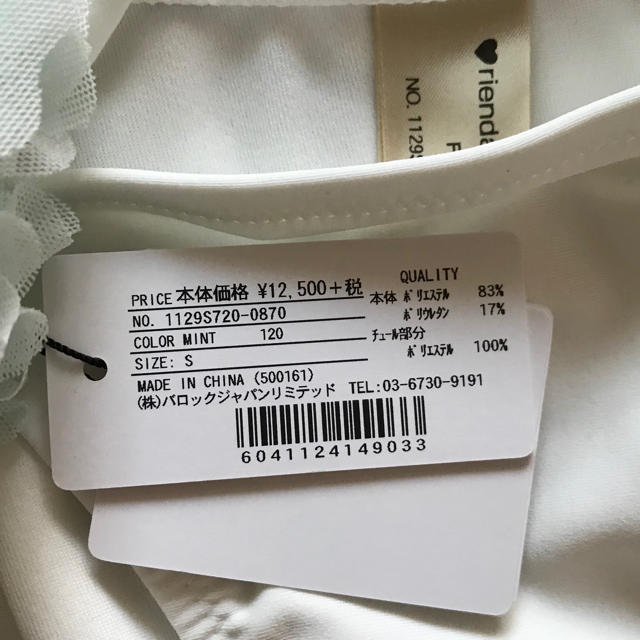 ♥rienda
NO. 1129S
PRICE 本体価格 ¥12,500+税
NO. 1129S720-0870
COLOR MINT 120
SIZE: S
MADE IN CHINA (500161)
(株)バロックジャパンリミテッド TEL:03-6730-9191
QUALITY
本体 ポリエステル 83%
ポリウレタン 17%
チュール部分
ポリエステル 100%
6041124149033